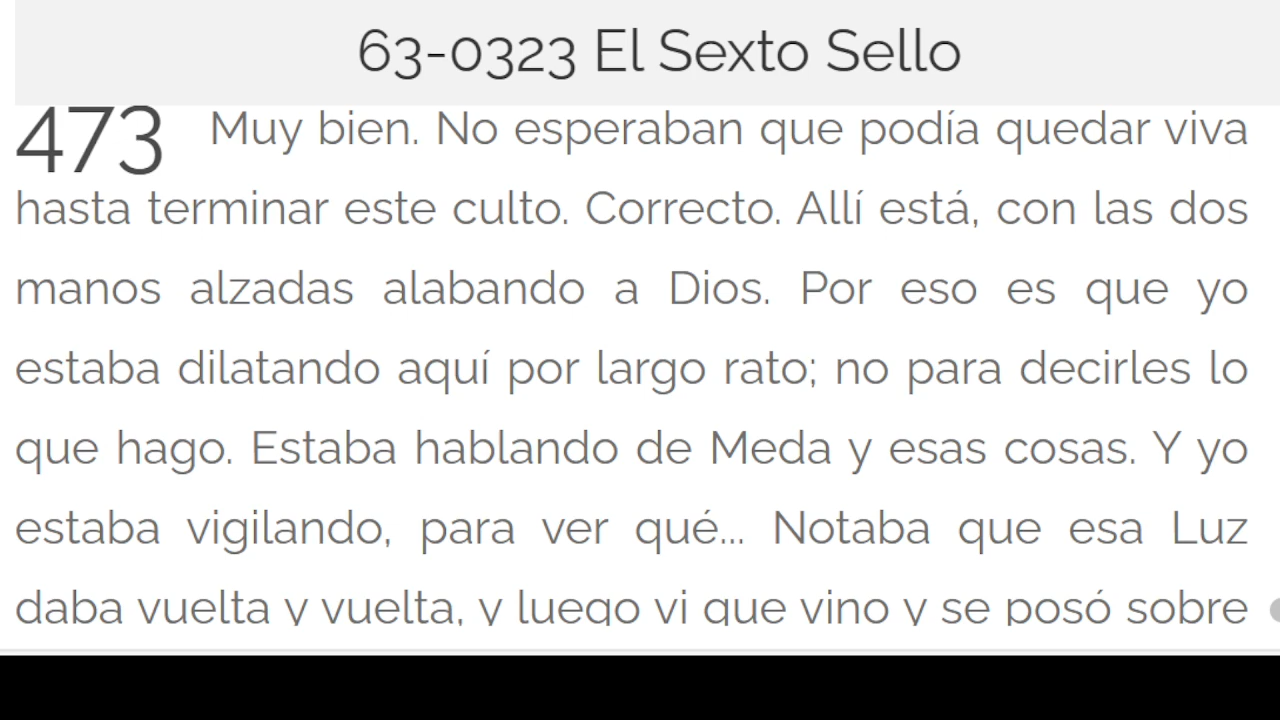 63-0323 El Sexto Sello
473 Muy bien. No esperaban que podía quedar viva
hasta terminar este culto. Correcto. Allí está, con las dos
manos alzadas alabando a Dios. Por eso es que yo
estaba dilatando aquí por largo rato; no para decirles lo
que hago. Estaba hablando de Meda y esas cosas. Y yo
estaba vigilando, para ver qué... Notaba que esa Luz
daba vuelta y vuelta, y luego vi que vino y se posó sobre